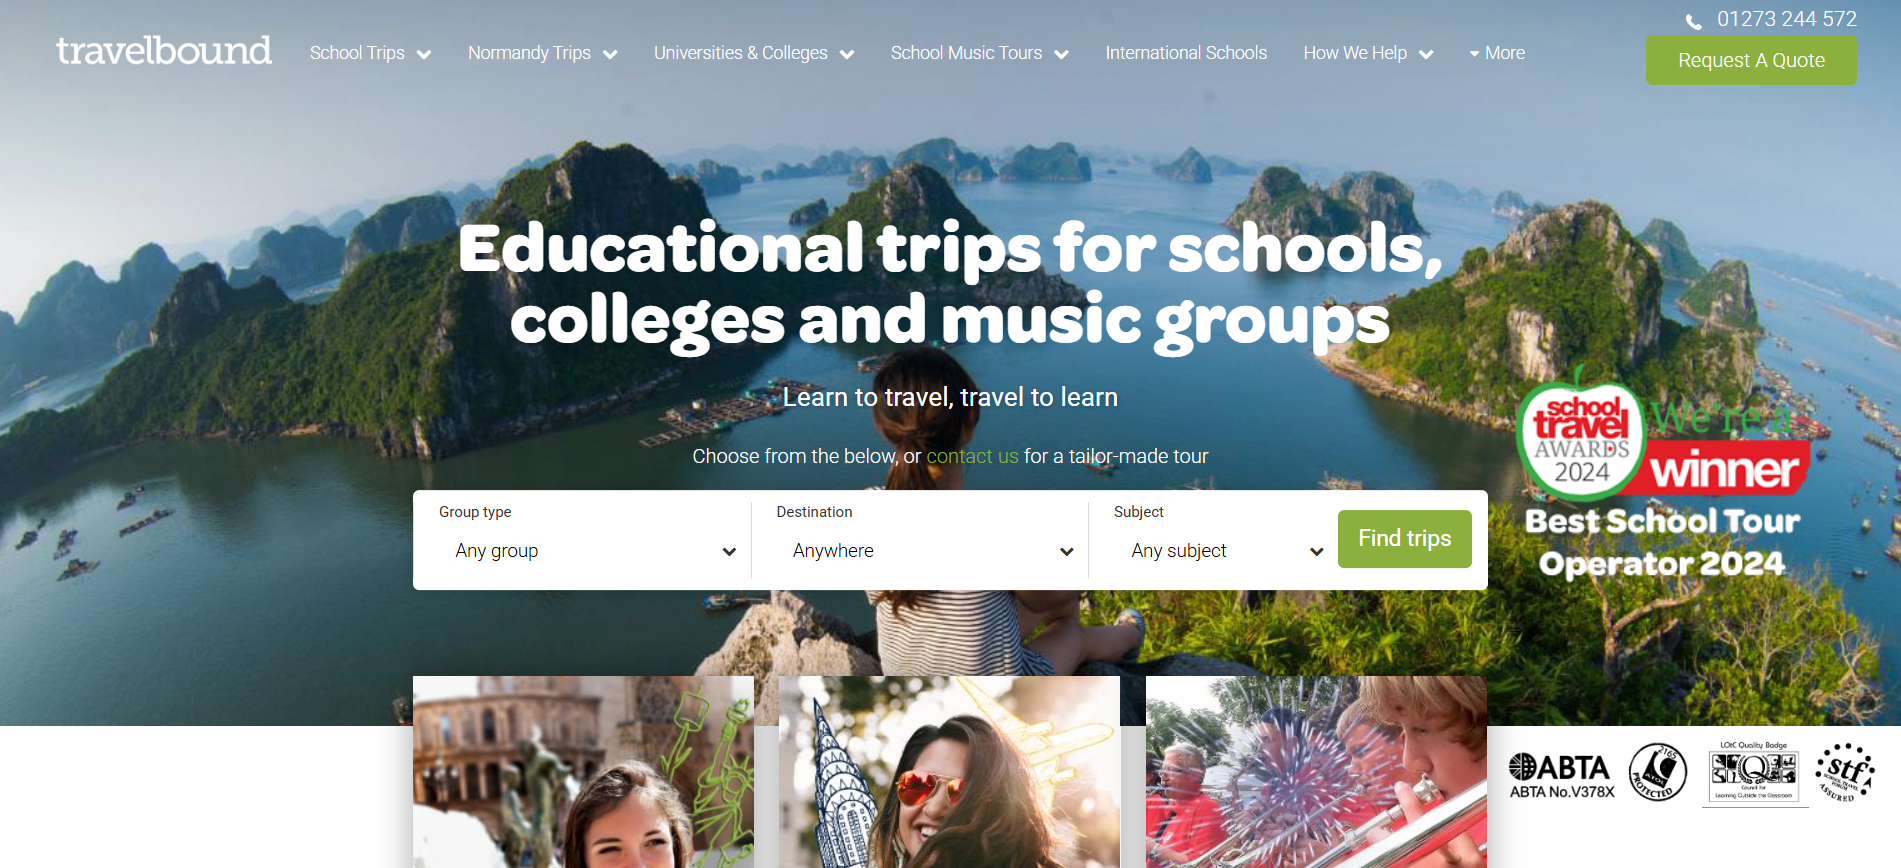 01273 244 572
travelbound
School Trips
Normandy Trips
Universities & Colleges
School Music Tours
International Schools
How We Help
More
Request A Quote
Educational trips for schools,
colleges and music groups
Learn to travel, travel to learn
Choose from the below, or contact us for a tailor-made tour
Group type
Any group
Destination
Anywhere
Subject
Any subject
Find trips
school
travel
AWARDS
2024
We're a
winner
Best School Tour
Operator 2024
ABTA
ABTA No.V378X
2165
ATOL
PROTECTED
LOtC Quality Badge
Q
Council for
Learning Outside the Classroom
stf
SCHOOL TRAVEL
FORUM
ASSURED